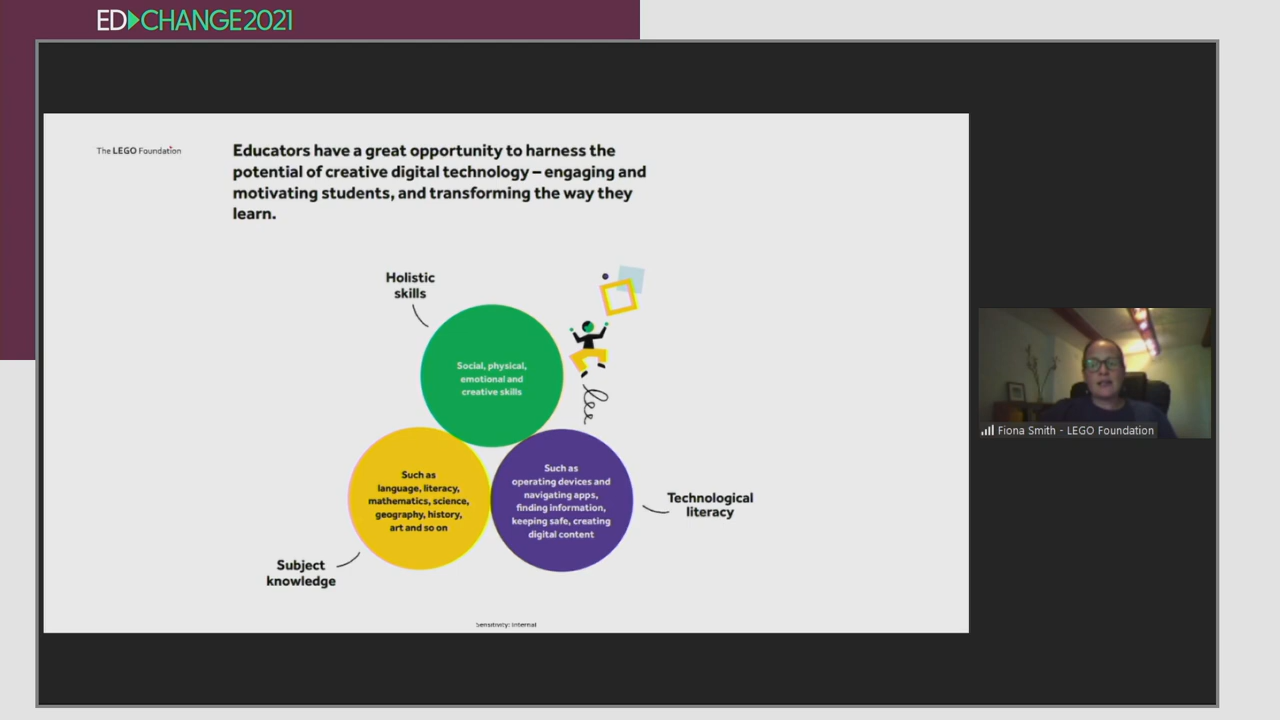 ED CHANGE2021
The LEGO Foundation
Educators have a great opportunity to harness the
potential of creative digital technology – engaging and
motivating students, and transforming the way they
learn.
Holistic
skills
Social, physical,
emotional and
creative skills
Such as
language, literacy,
mathematics, science,
geography, history,
art and so on
Subject
knowledge
Such as
operating devices and
navigating apps,
finding information,
keeping safe, creating
digital content
Technological
literacy
Sensitivity: Internal
Fiona Smith - LEGO Foundation